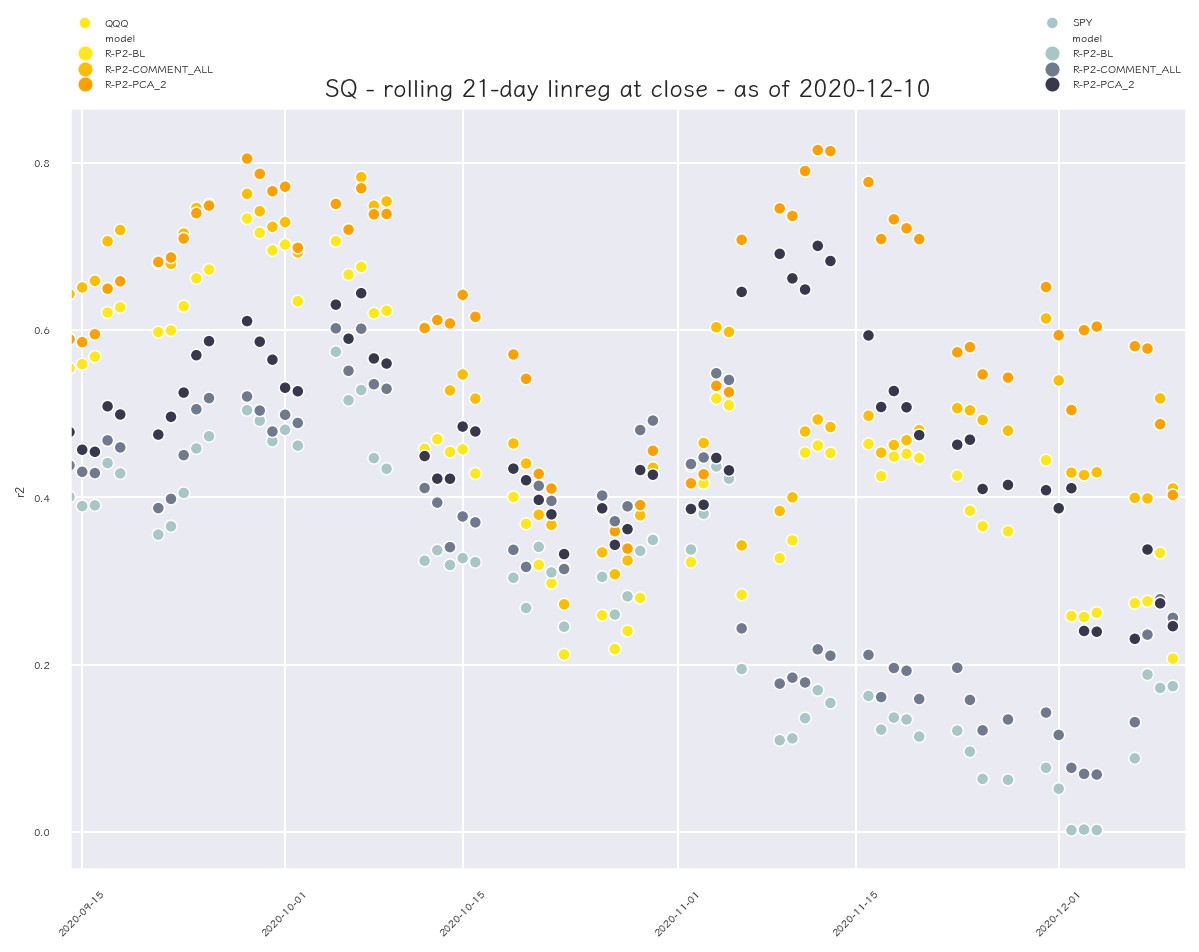 QQQ
model
R-P2-BL
R-P2-COMMENT_ALL
R-P2-PCA_2
SPY
model
R-P2-BL
R-P2-COMMENT_ALL
R-P2-PCA_2
SQ - rolling 21-day linreg at close - as of 2020-12-10
0.8
0.6
0.4
0.2
0.0
r2
2020-09-15
2020-10-01
2020-10-15
2020-11-01
2020-11-15
2020-12-01